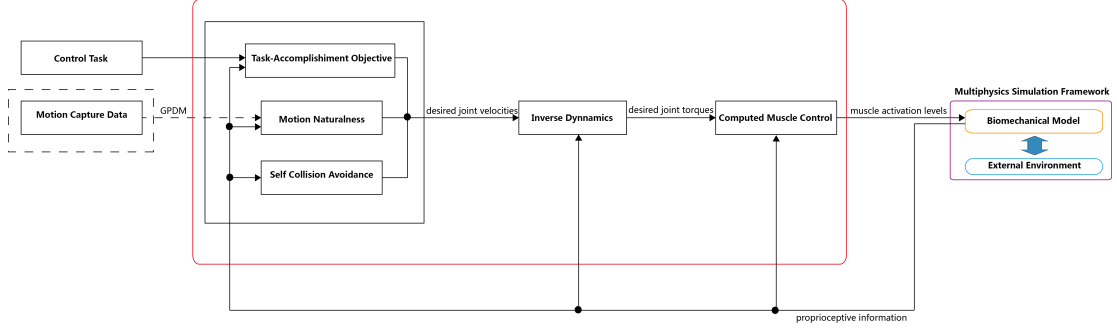 Control Task
Task-Accomplishiment Objective
Motion Capture Data
GPDM
Motion Naturalness
Self Collision Avoidance
desired joint velocities
Inverse Dynnamics
desired joint torques
Computed Muscle Control
muscle activation levels
Multiphysics Simulation Framework
Biomechanical Model
External Environment
proprioceptive information